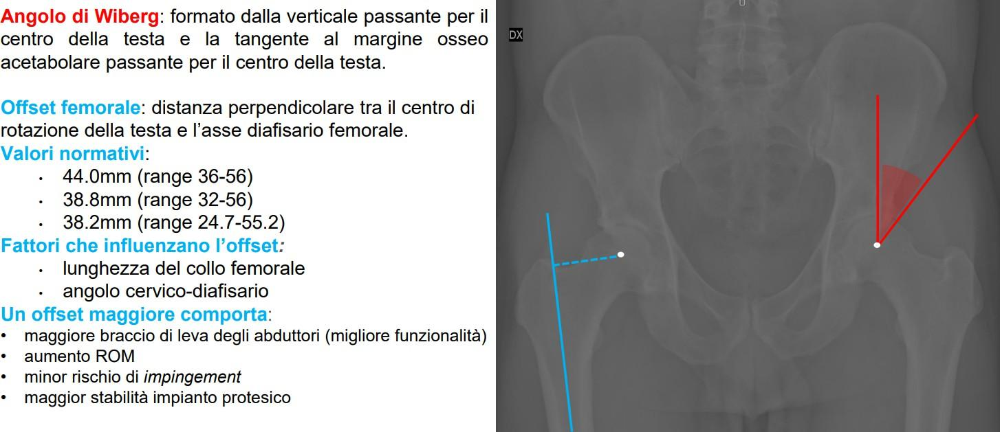 Angolo di Wiberg: formato dalla verticale passante per il
centro della testa e la tangente al margine osseo
acetabolare passante per il centro della testa.
Offset femorale: distanza perpendicolare tra il centro di
rotazione della testa e l’asse diafisario femorale.
Valori normativi:
· 44.0mm (range 36-56)
· 38.8mm (range 32-56)
· 38.2mm (range 24.7-55.2)
Fattori che influenzano l’offset:
· lunghezza del collo femorale
· angolo cervico-diafisario
Un offset maggiore comporta:
• maggiore braccio di leva degli abduttori (migliore funzionalità)
• aumento ROM
• minor rischio di impingement
• maggior stabilità impianto protesico
DX